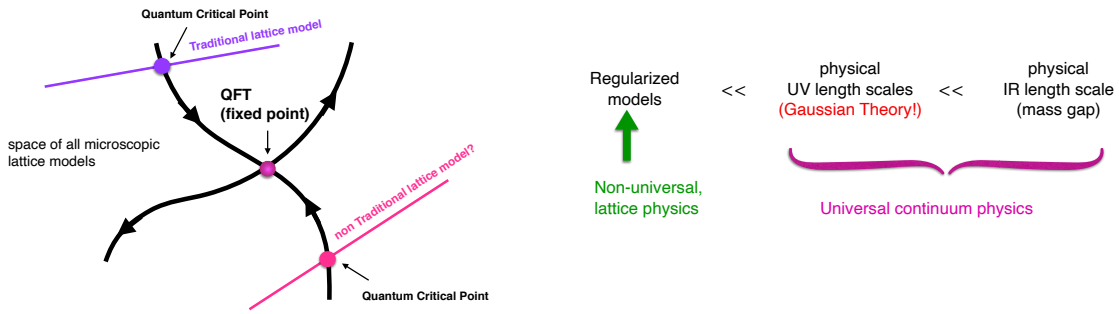 Quantum Critical Point
Traditional lattice model
QFT
(fixed point)
space of all microscopic
lattice models
non Traditional lattice model?
Quantum Critical Point
Regularized
models
<<
physical
UV length scales
(Gaussian Theory!)
<<
physical
IR length scale
(mass gap)
Non-universal,
lattice physics
Universal continuum physics